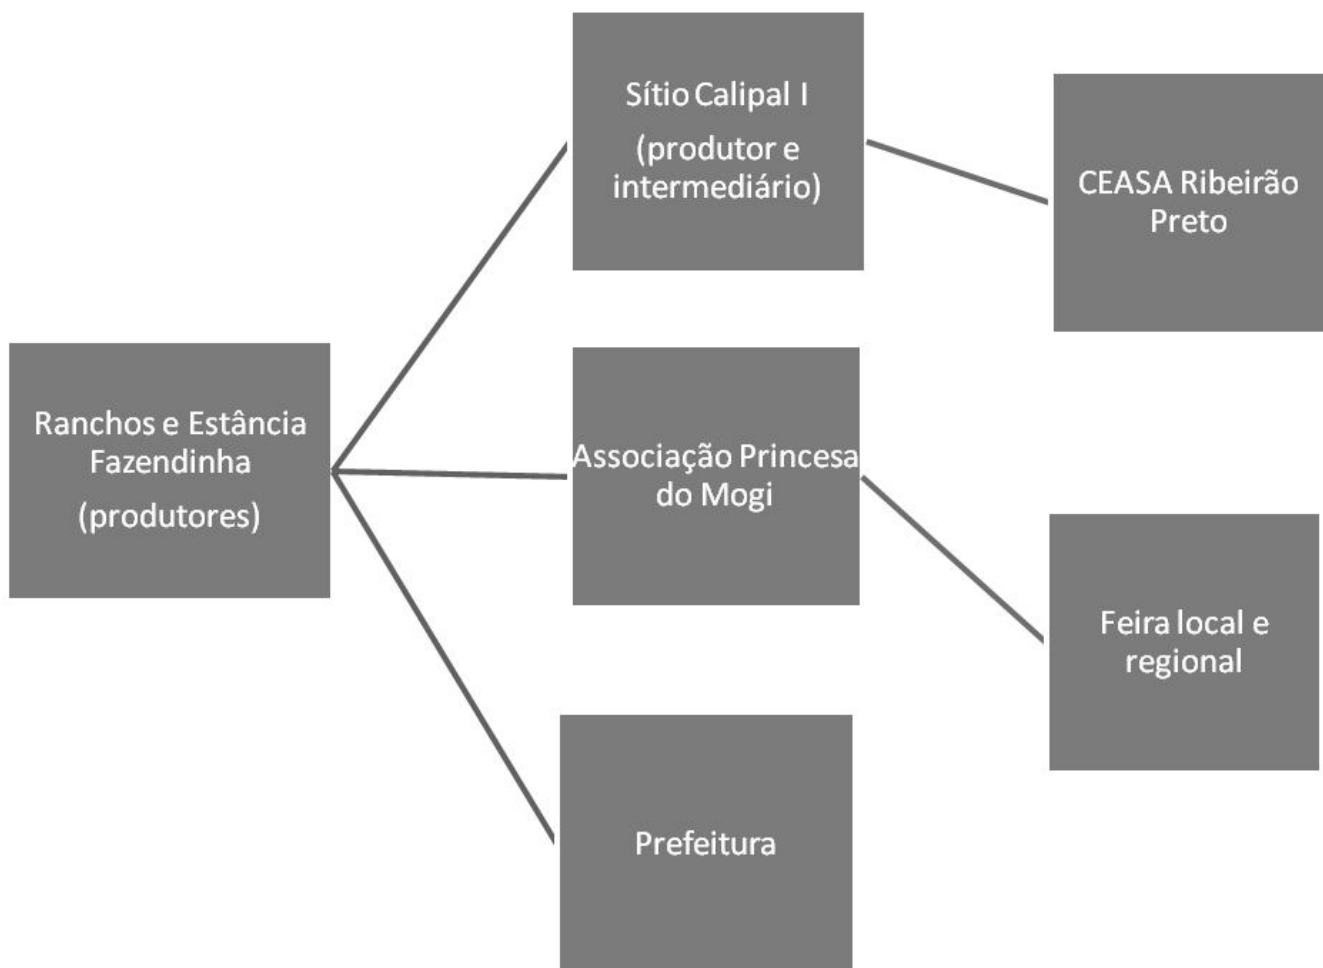 Sítio Calipal I
(produtor e
intermediário)
CEASA Ribeirão
Preto
Ranchos e Estância
Fazendinha
(produtores)
Associação Princesa
do Mogi
Feira local e
regional
Prefeitura